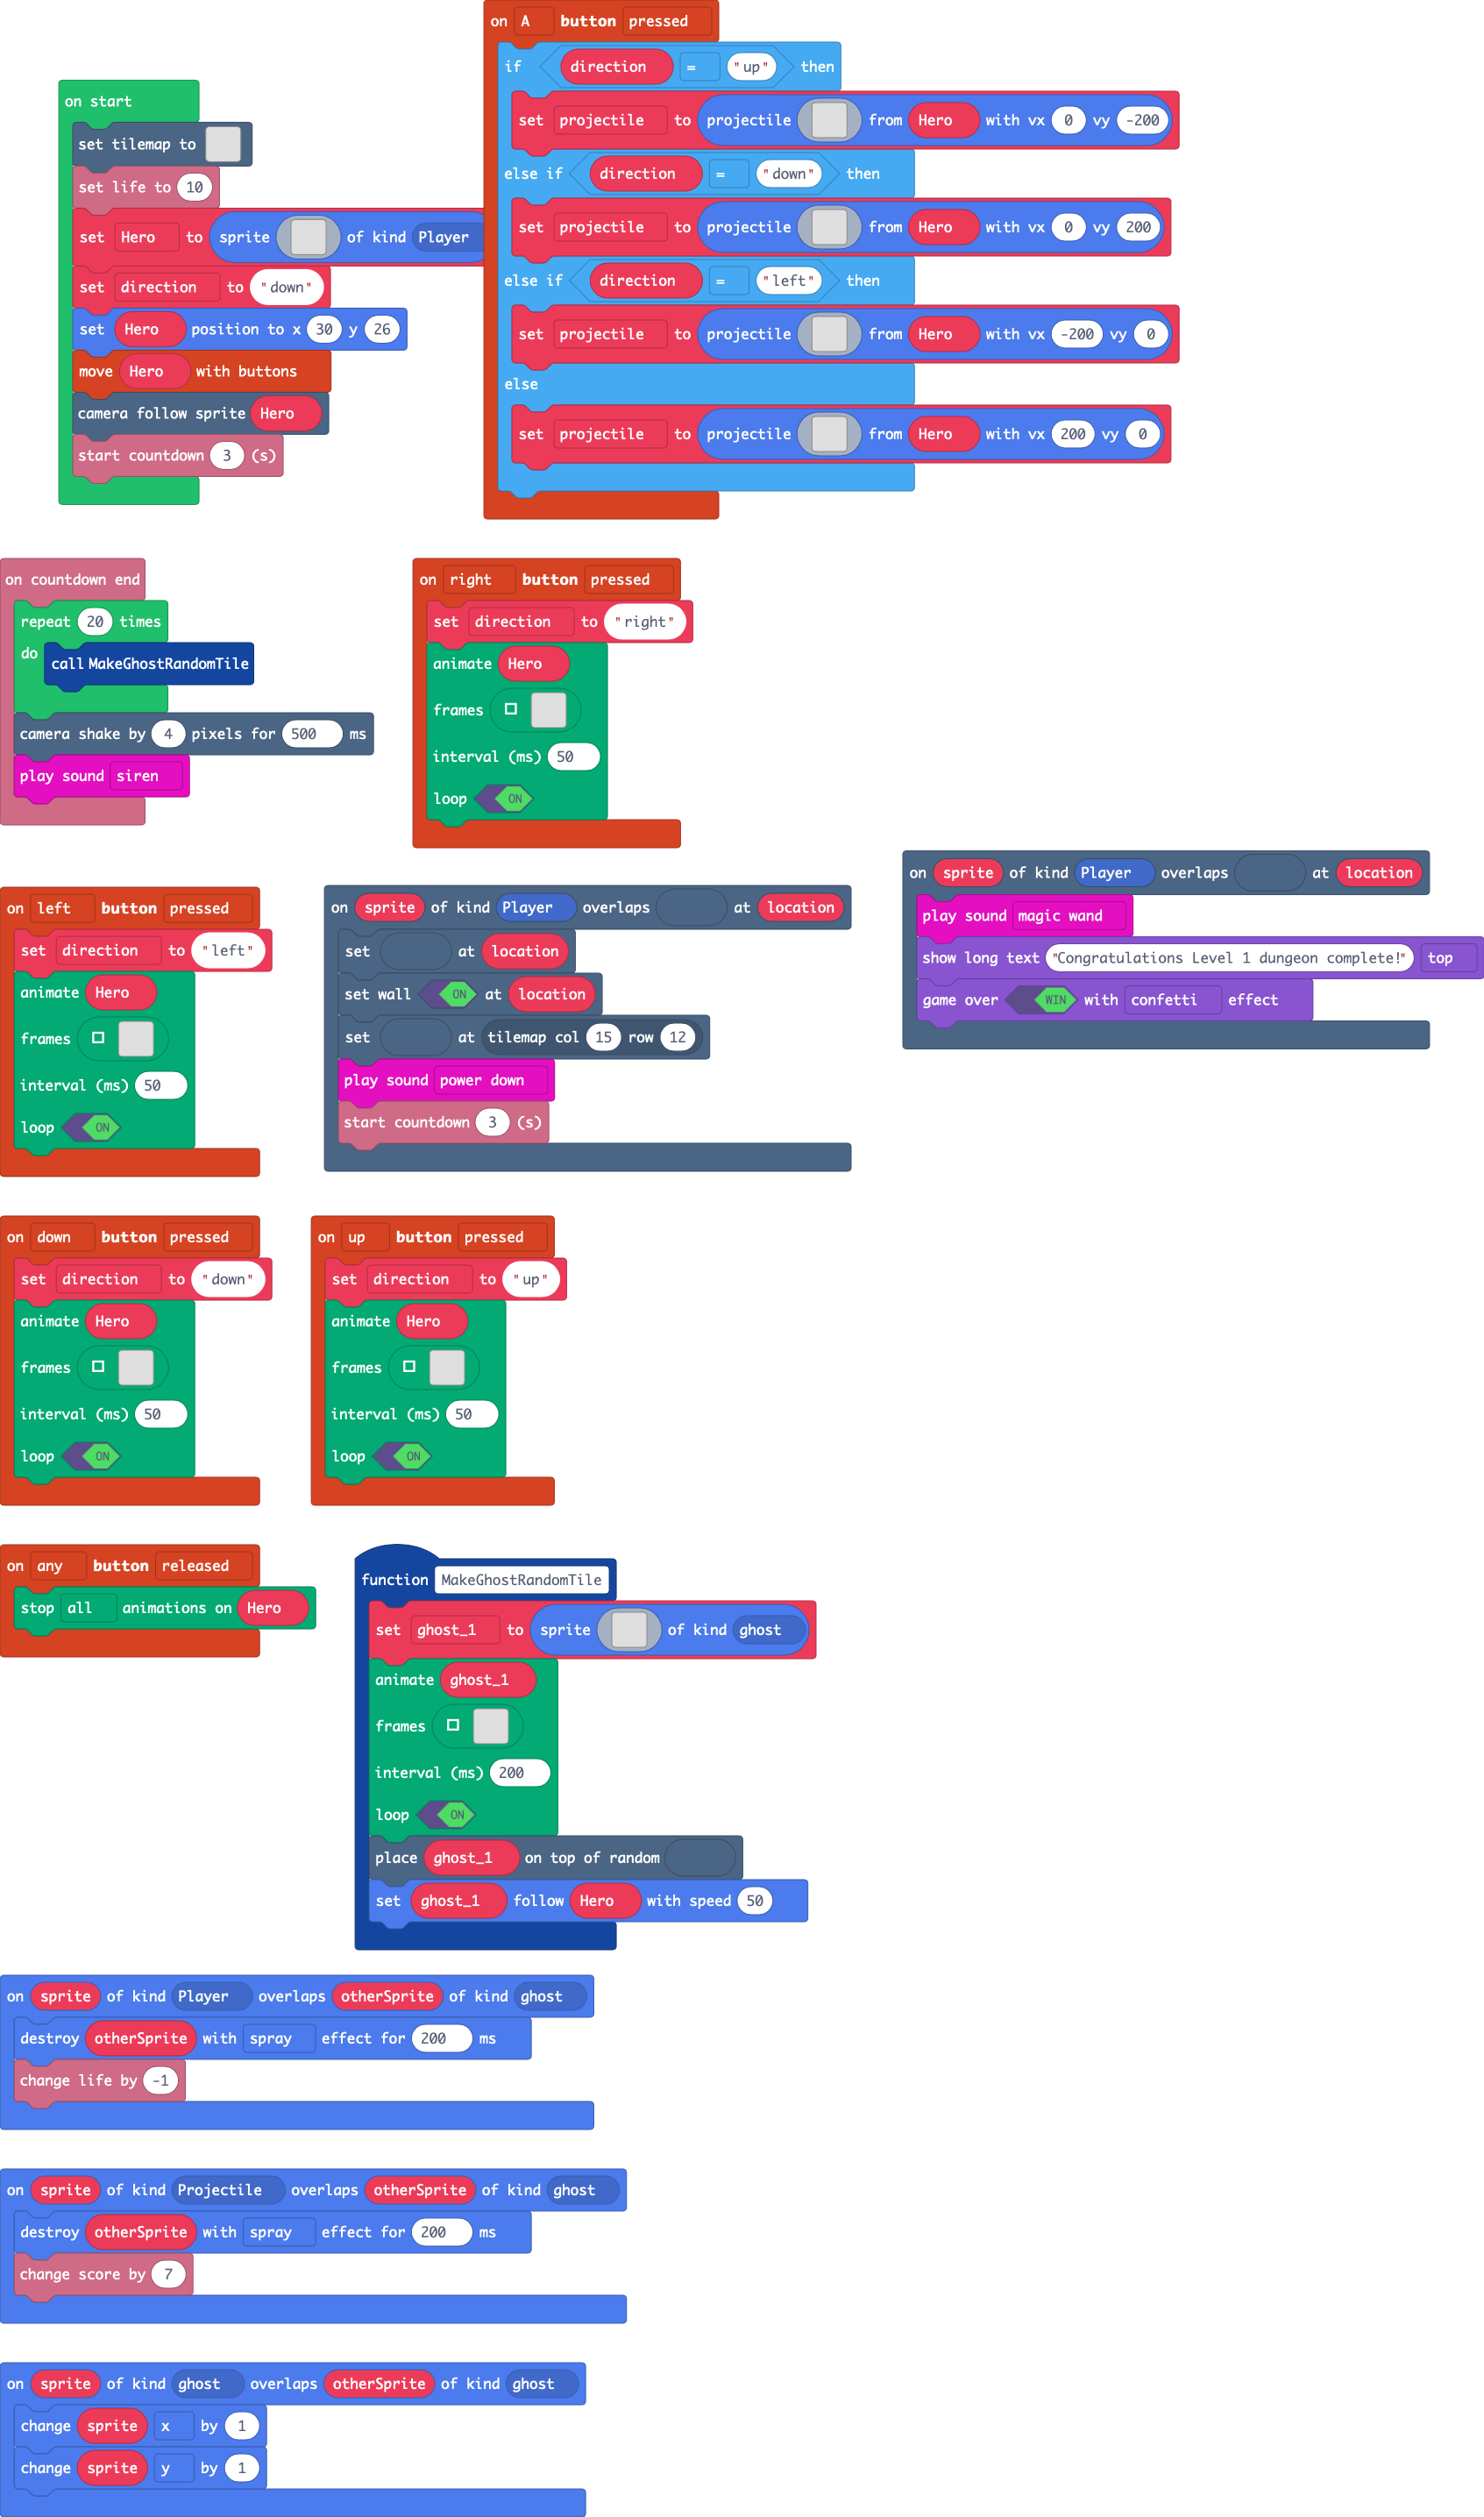 on start
set tilemap to
set life to 10
set Hero to sprite of kind Player
set direction to "down"
set Hero position to x 30 y 26
move Hero with buttons
camera follow sprite Hero
start countdown 3 (s)
on A button pressed
if direction = "up" then
set projectile to projectile from Hero with vx 0 vy -200
else if direction = "down" then
set projectile to projectile from Hero with vx 0 vy 200
else if direction = "left" then
set projectile to projectile from Hero with vx -200 vy 0
else
set projectile to projectile from Hero with vx 200 vy 0
on countdown end
repeat 20 times
do call MakeGhostRandomTile
camera shake by 4 pixels for 500 ms
play sound siren
on right button pressed
set direction to "right"
animate Hero
frames
interval (ms) 50
loop ON
on left button pressed
set direction to "left"
animate Hero
frames
interval (ms) 50
loop ON
on sprite of kind Player overlaps at location
set at location
set wall ON at location
set at tilemap col 15 row 12
play sound power down
start countdown 3 (s)
on sprite of kind Player overlaps at location
play sound magic wand
show long text "Congratulations Level 1 dungeon complete!" top
game over WIN with confetti effect
on down button pressed
set direction to "down"
animate Hero
frames
interval (ms) 50
loop ON
on up button pressed
set direction to "up"
animate Hero
frames
interval (ms) 50
loop ON
on any button released
stop all animations on Hero
function MakeGhostRandomTile
set ghost_1 to sprite of kind ghost
animate ghost_1
frames
interval (ms) 200
loop ON
place ghost_1 on top of random
set ghost_1 follow Hero with speed 50
on sprite of kind Player overlaps otherSprite of kind ghost
destroy otherSprite with spray effect for 200 ms
change life by -1
on sprite of kind Projectile overlaps otherSprite of kind ghost
destroy otherSprite with spray effect for 200 ms
change score by 7
on sprite of kind ghost overlaps otherSprite of kind ghost
change sprite x by 1
change sprite y by 1